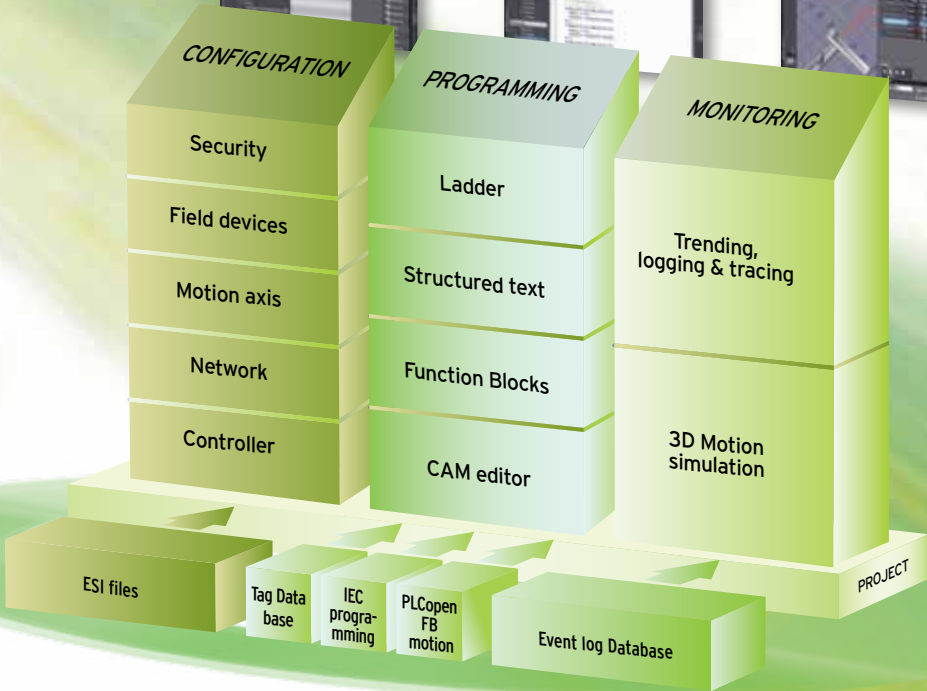 CONFIGURATION
Security
Field devices
Motion axis
Network
Controller
PROGRAMMING
Ladder
Structured text
Function Blocks
CAM editor
MONITORING
Trending,
logging & tracing
3D Motion
simulation
PROJECT
ESI files
Tag Data
base
IEC
progra-
mming
PLCopen
FB
motion
Event log Database